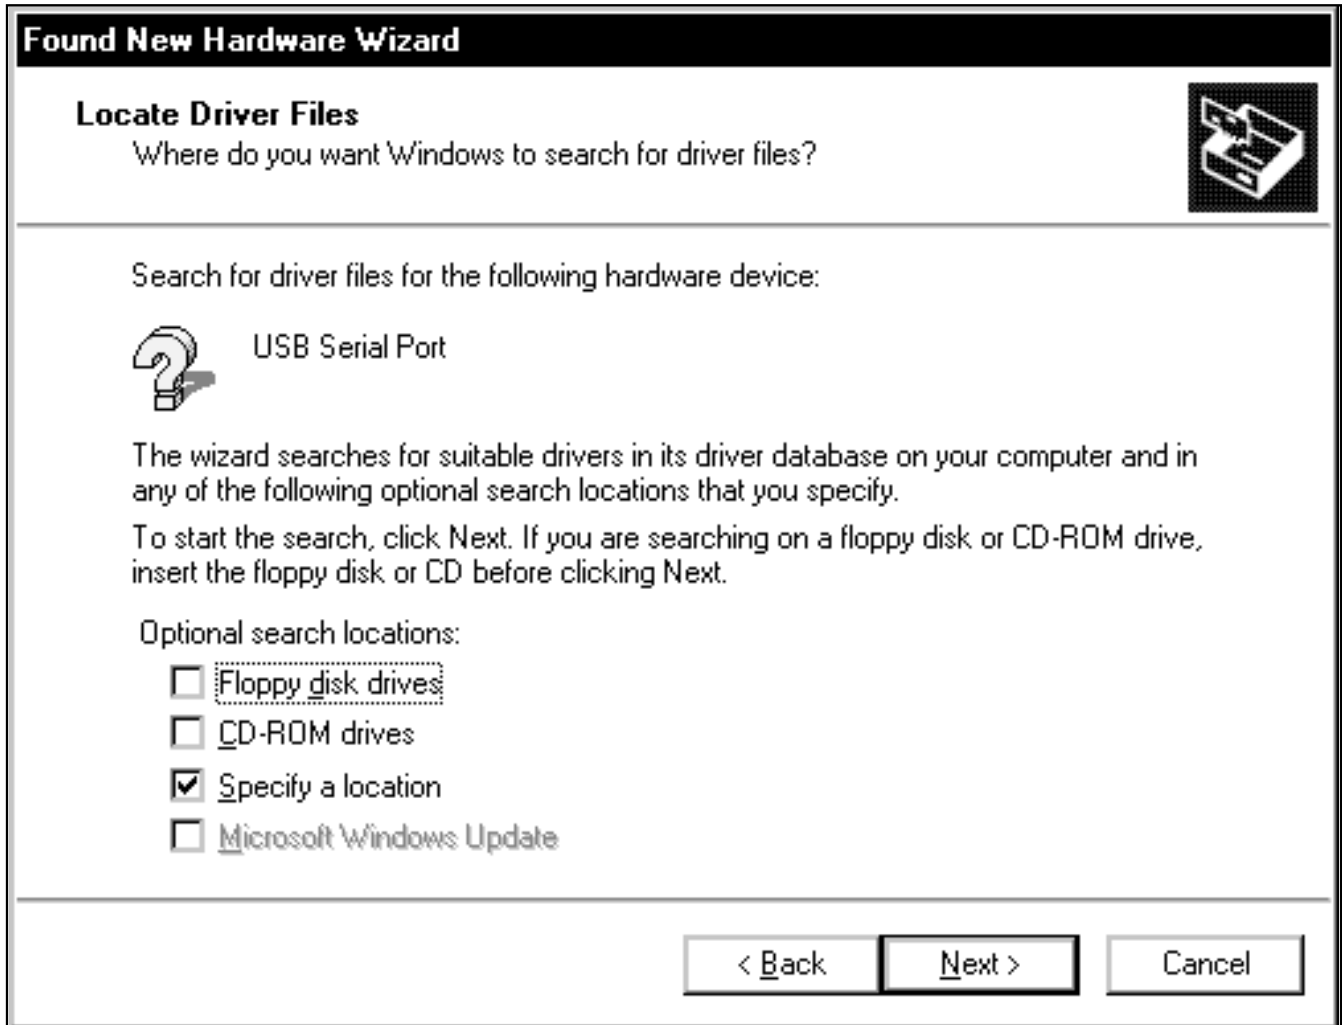 Found New Hardware Wizard
Locate Driver Files
Where do you want Windows to search for driver files?
Search for driver files for the following hardware device:
USB Serial Port
The wizard searches for suitable drivers in its driver database on your computer and in
any of the following optional search locations that you specify.
To start the search, click Next. If you are searching on a floppy disk or CD-ROM drive,
insert the floppy disk or CD before clicking Next.
Optional search locations:
Floppy disk drives
CD-ROM drives
Specify a location
Microsoft Windows Update
< Back Next > Cancel